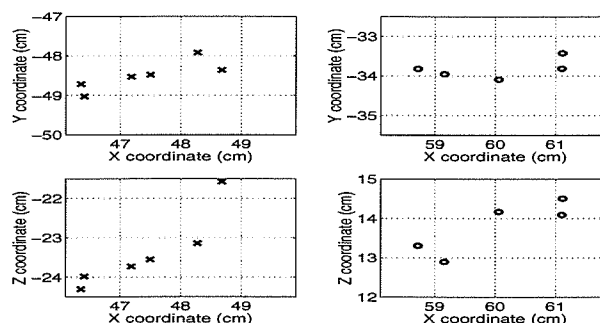 -47
-48
-49
-50
Y coordinate (cm)
47 48 49
X coordinate (cm)
-33
-34
-35
Y coordinate (cm)
59 60 61
X coordinate (cm)
-22
-23
-24
Z coordinate (cm)
47 48 49
X coordinate (cm)
15
14
13
12
Z coordinate (cm)
59 60 61
X coordinate (cm)